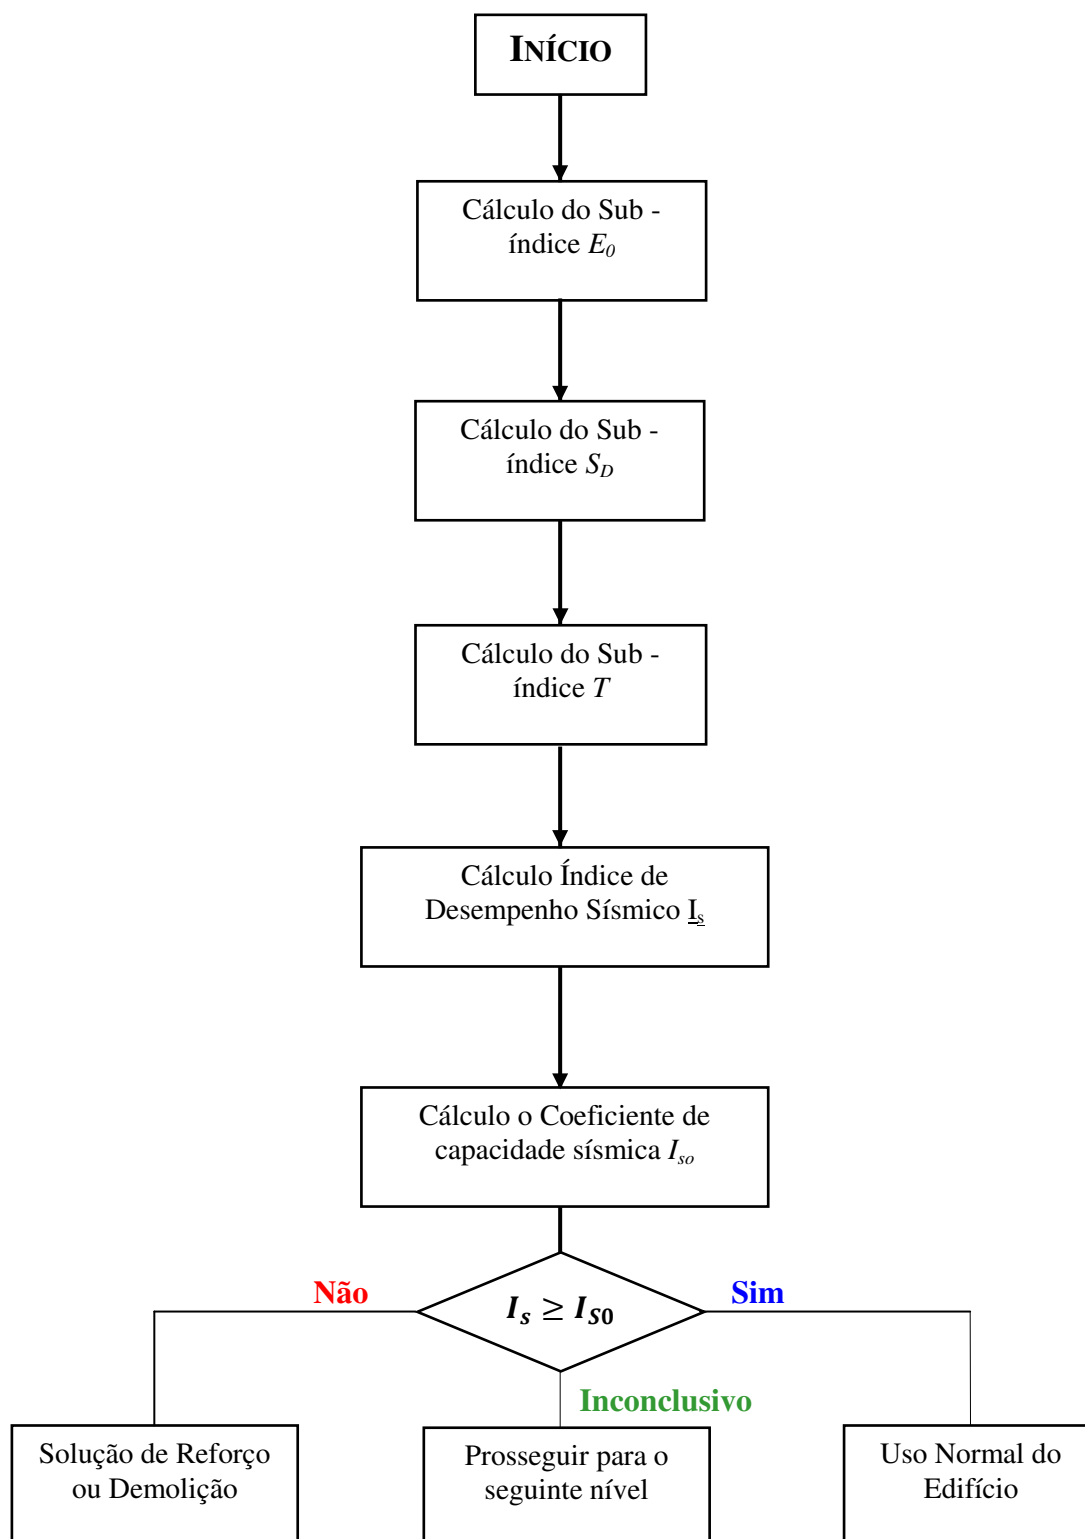 INÍCIO
Cálculo do Sub -
índice E0
Cálculo do Sub -
índice SD
Cálculo do Sub -
índice T
Cálculo Índice de
Desempenho Sísmico Is
Cálculo o Coeficiente de
capacidade sísmica Iso
Não
Is ≥ IS0
Sim
Inconclusivo
Solução de Reforço
ou Demolição
Prosseguir para o
seguinte nível
Uso Normal do
Edifício